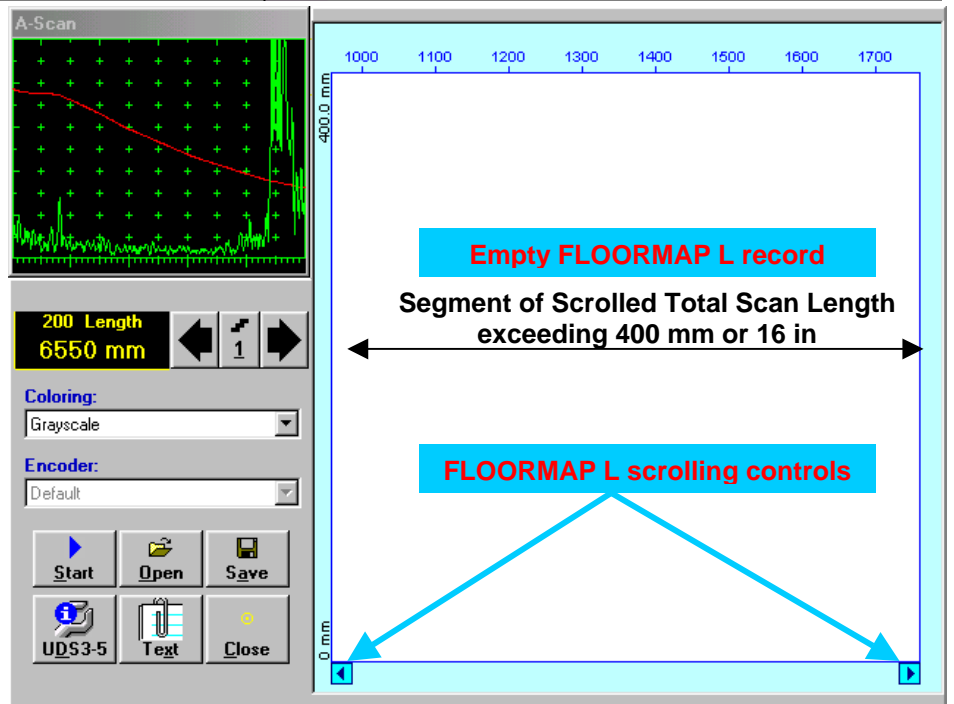 A-Scan
1000 1100 1200 1300 1400 1500 1600 1700
400.0 mm
Empty FLOORMAP L record
Segment of Scrolled Total Scan Length
exceeding 400 mm or 16 in
200 Length
6550 mm
1
Coloring:
Grayscale
Encoder:
Default
FLOORMAP L scrolling controls
Start Open Save
UDS3-5 Text Close
0 mm